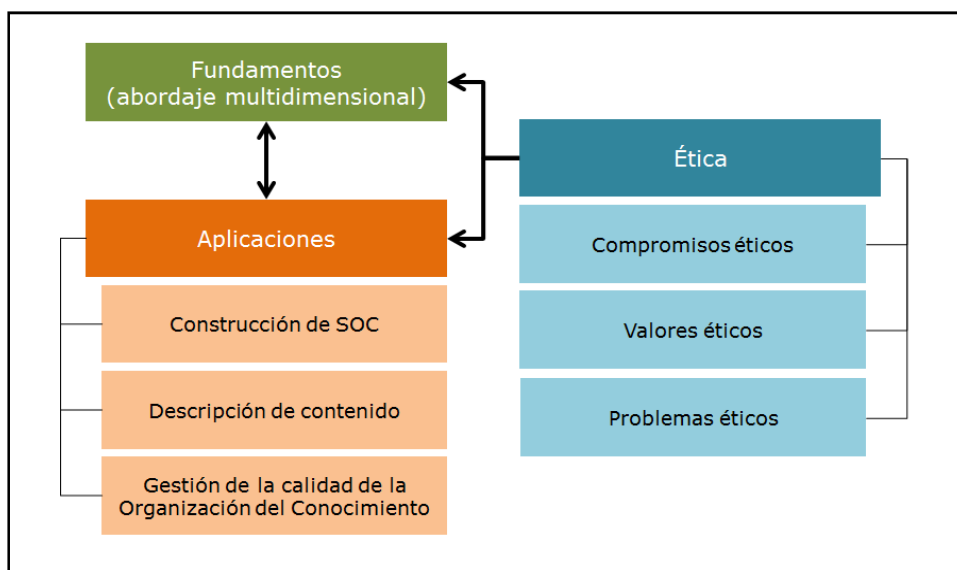 Fundamentos
(abordaje multidimensional)
Aplicaciones
Construcción de SOC
Descripción de contenido
Gestión de la calidad de la
Organización del Conocimiento
Ética
Compromisos éticos
Valores éticos
Problemas éticos